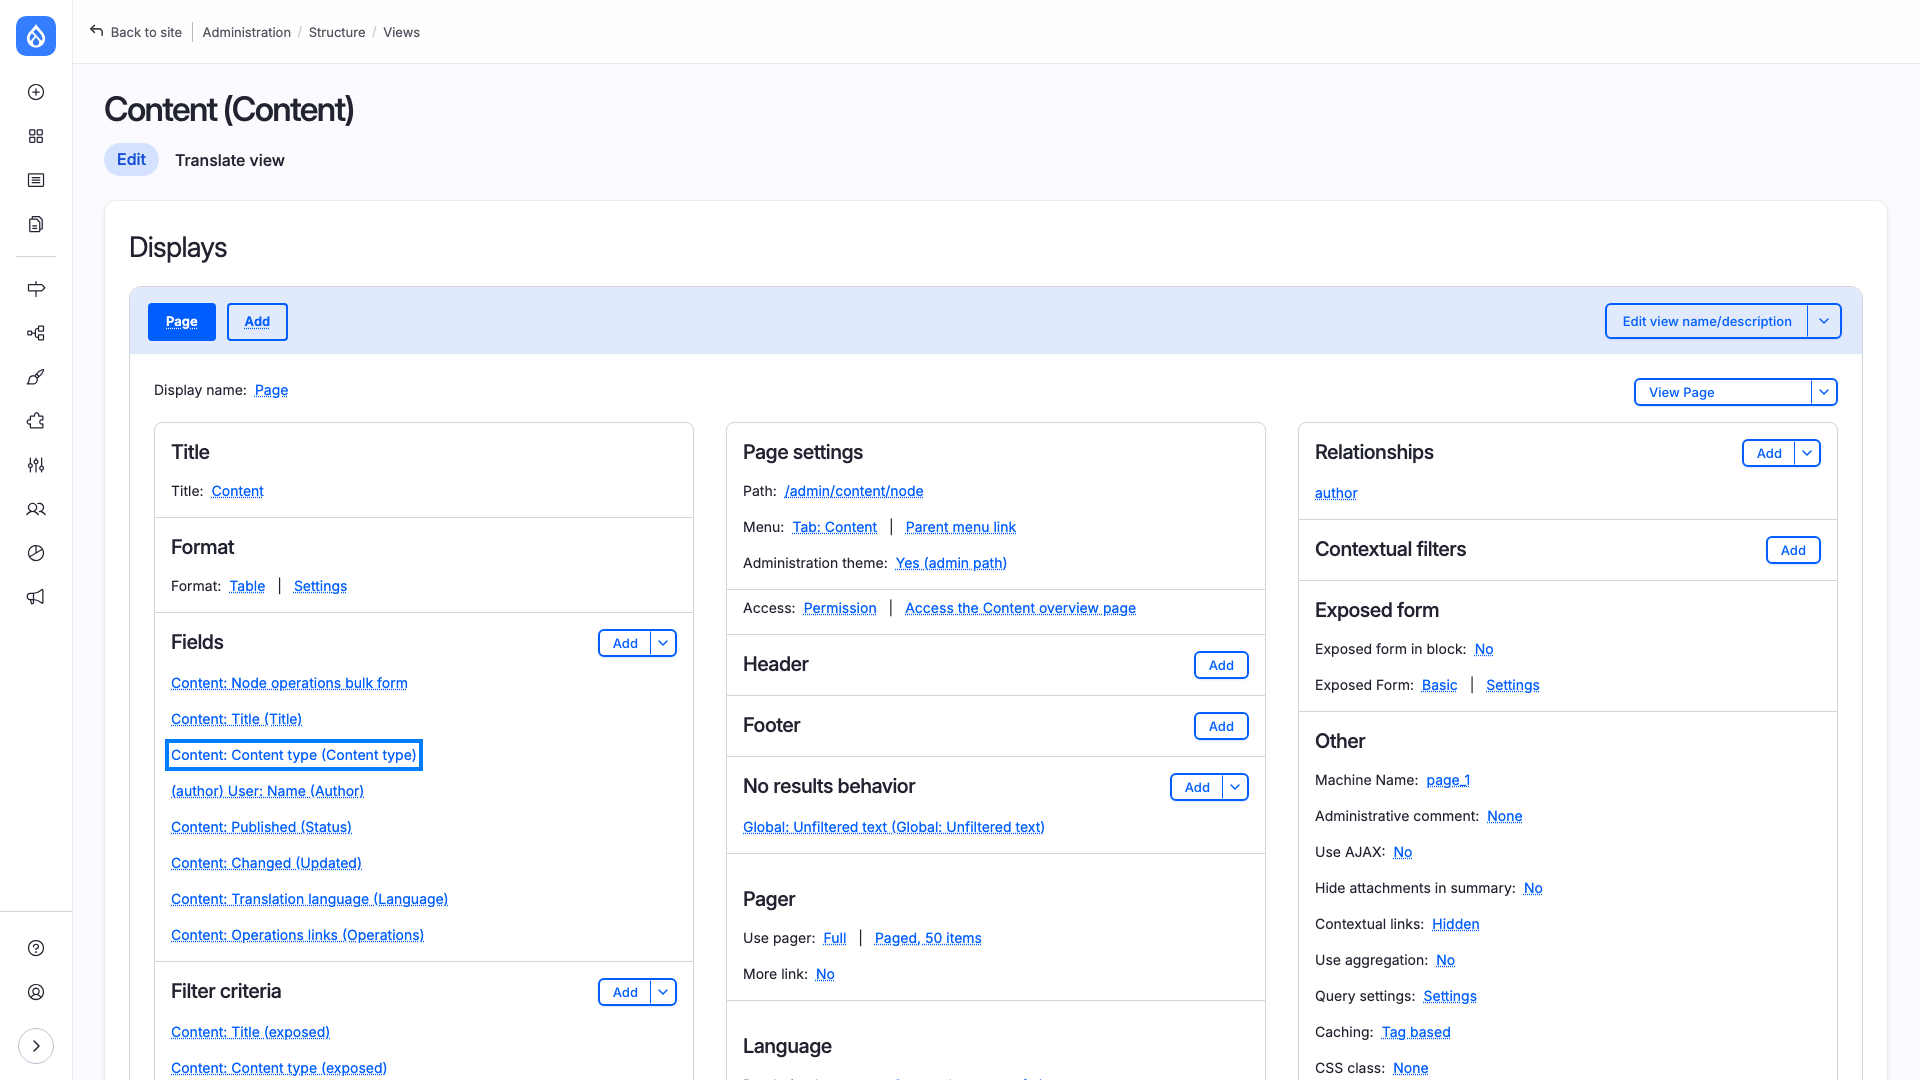 Back to site
Administration / Structure / Views
Content (Content)
Edit
Translate view
Displays
Page
Add
Edit view name/description
Display name: Page
View Page
Title
Title: Content
Format
Format: Table | Settings
Fields
Add
Content: Node operations bulk form
Content: Title (Title)
Content: Content type (Content type)
(author) User: Name (Author)
Content: Published (Status)
Content: Changed (Updated)
Content: Translation language (Language)
Content: Operations links (Operations)
Filter criteria
Add
Content: Title (exposed)
Content: Content type (exposed)
Page settings
Path: /admin/content/node
Menu: Tab: Content | Parent menu link
Administration theme: Yes (admin path)
Access: Permission | Access the Content overview page
Header
Add
Footer
Add
No results behavior
Add
Global: Unfiltered text (Global: Unfiltered text)
Pager
Use pager: Full | Paged, 50 items
More link: No
Language
Relationships
Add
author
Contextual filters
Add
Exposed form
Exposed form in block: No
Exposed Form: Basic | Settings
Other
Machine Name: page_1
Administrative comment: None
Use AJAX: No
Hide attachments in summary: No
Contextual links: Hidden
Use aggregation: No
Query settings: Settings
Caching: Tag based
CSS class: None